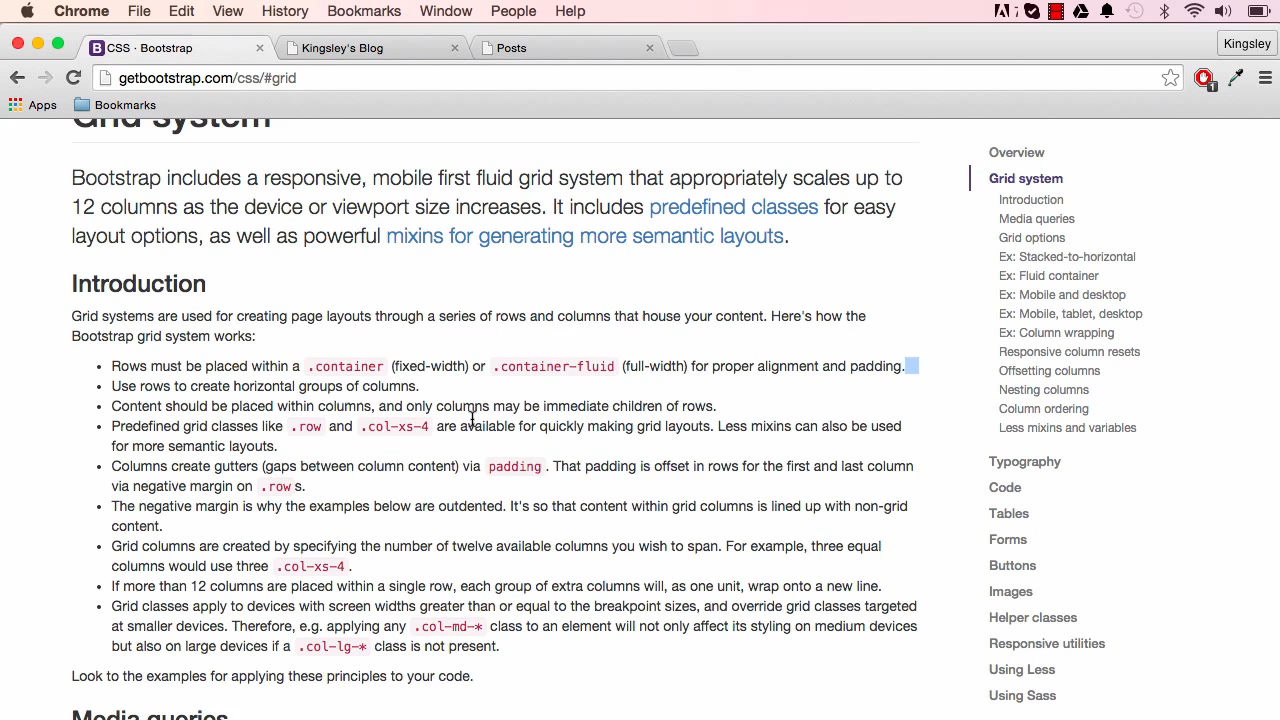 Chrome File Edit View History Bookmarks Window People Help
CSS · Bootstrap
Kingsley's Blog
Posts
Kingsley
getbootstrap.com/css/#grid
1
Apps Bookmarks
Grid system
Bootstrap includes a responsive, mobile first fluid grid system that appropriately scales up to
12 columns as the device or viewport size increases. It includes predefined classes for easy
layout options, as well as powerful mixins for generating more semantic layouts.
Introduction
Grid systems are used for creating page layouts through a series of rows and columns that house your content. Here's how the
Bootstrap grid system works:
• Rows must be placed within a .container (fixed-width) or .container-fluid (full-width) for proper alignment and padding.
• Use rows to create horizontal groups of columns.
• Content should be placed within columns, and only columns may be immediate children of rows.
• Predefined grid classes like .row and .col-xs-4 are available for quickly making grid layouts. Less mixins can also be used
for more semantic layouts.
• Columns create gutters (gaps between column content) via padding. That padding is offset in rows for the first and last column
via negative margin on .row s.
• The negative margin is why the examples below are outdented. It's so that content within grid columns is lined up with non-grid
content.
• Grid columns are created by specifying the number of twelve available columns you wish to span. For example, three equal
columns would use three .col-xs-4.
• If more than 12 columns are placed within a single row, each group of extra columns will, as one unit, wrap onto a new line.
• Grid classes apply to devices with screen widths greater than or equal to the breakpoint sizes, and override grid classes targeted
at smaller devices. Therefore, e.g. applying any .col-md-* class to an element will not only affect its styling on medium devices
but also on large devices if a .col-lg-* class is not present.
Look to the examples for applying these principles to your code.
Media queries
Overview
Grid system
Introduction
Media queries
Grid options
Ex: Stacked-to-horizontal
Ex: Fluid container
Ex: Mobile and desktop
Ex: Mobile, tablet, desktop
Ex: Column wrapping
Responsive column resets
Offsetting columns
Nesting columns
Column ordering
Less mixins and variables
Typography
Code
Tables
Forms
Buttons
Images
Helper classes
Responsive utilities
Using Less
Using Sass